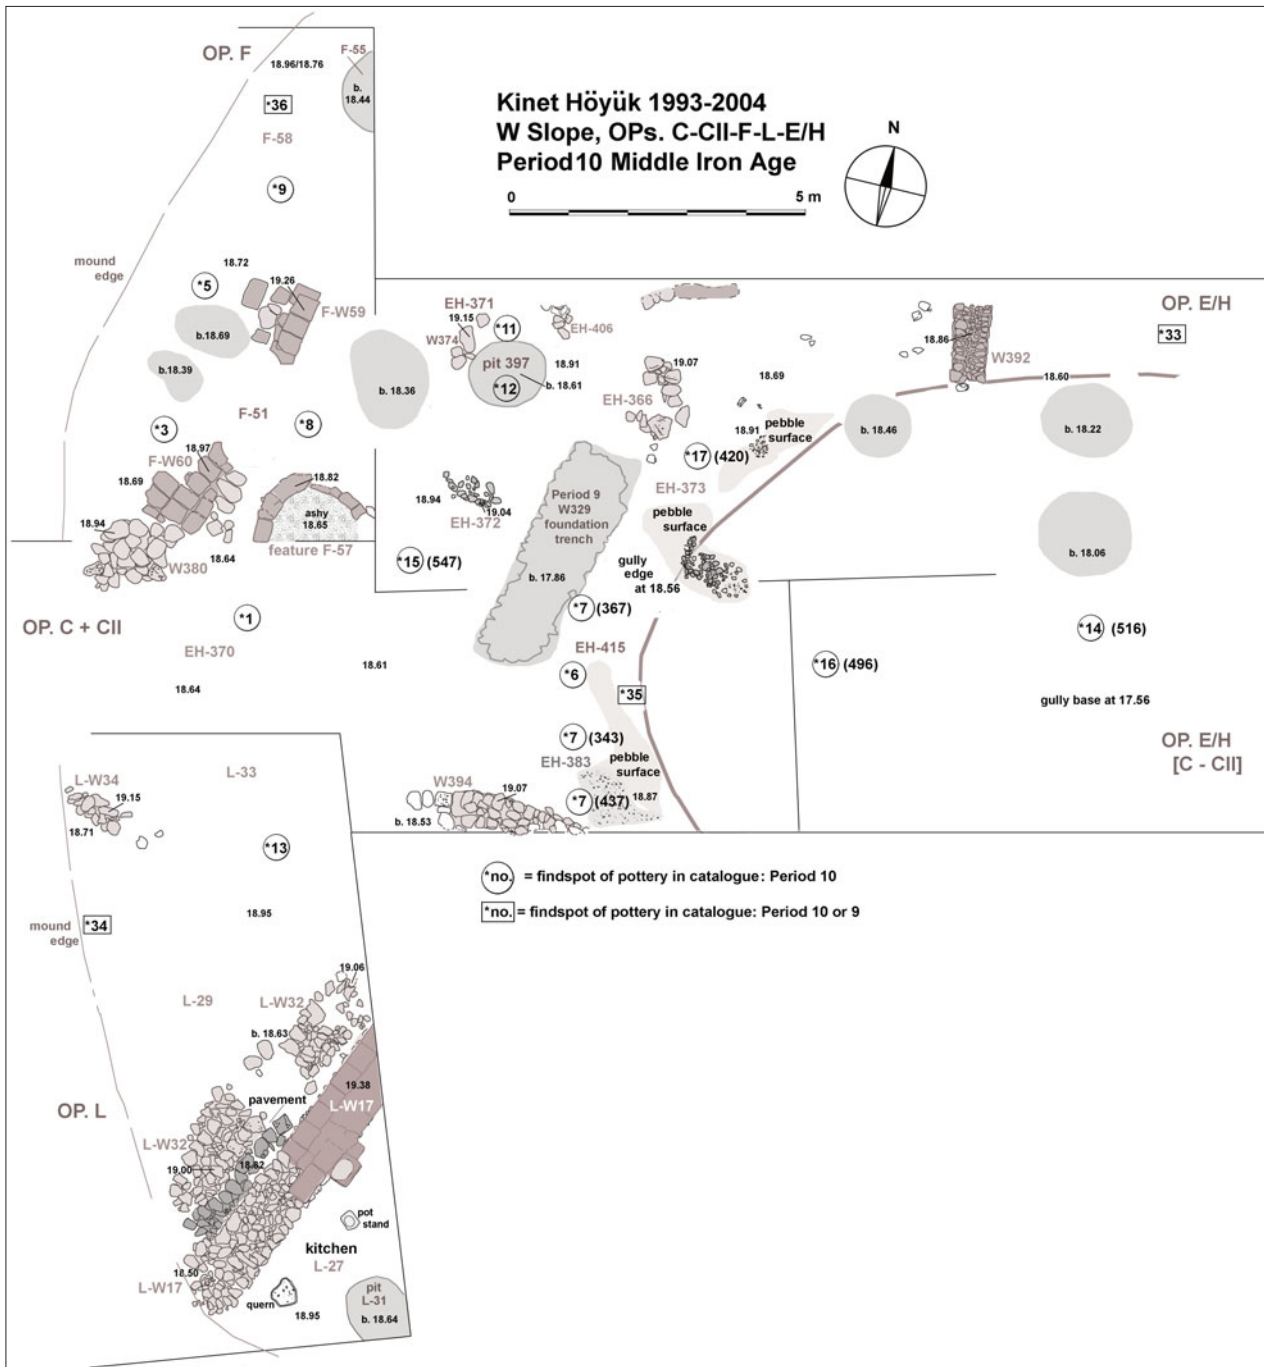 OP. F
18.96/18.76
F-55
b.
18.44
*36
F-58
*9
Kinet Höyük 1993-2004
W Slope, OPs. C-CII-F-L-E/H
Period10 Middle Iron Age
0
5 m
N
mound
edge
18.72
*5
19.26
F-W59
b.18.69
b.18.39
b. 18.36
EH-371
19.15
W374
*11
EH-406
pit 397
18.91
b. 18.61
*12
19.07
EH-366
18.69
18.86
W392
OP. E/H
*33
18.60
F-51
*3
*8
18.97
F-W60
18.69
18.82
ashy
18.65
feature F-57
18.94
W380
18.64
18.91
pebble
surface
*17 (420)
EH-373
b. 18.46
b. 18.22
18.94
19.04
EH-372
Period 9
W329
foundation
trench
b. 17.86
pebble
surface
gully
edge
at 18.56
b. 18.06
*15 (547)
*7 (367)
*1
OP. C + CII
EH-370
18.61
18.64
EH-415
*6
*35
*14 (516)
*16 (496)
gully base at 17.56
OP. E/H
[C - CII]
*7 (343)
EH-383
pebble
surface
*7 (437)
18.87
W394
19.07
b. 18.53
L-33
L-W34
19.15
18.71
*13
*no. = findspot of pottery in catalogue: Period 10
*no. = findspot of pottery in catalogue: Period 10 or 9
18.95
*34
mound
edge
19.06
L-29
L-W32
b. 18.63
19.38
L-W17
pavement
OP. L
L-W32
18.82
19.00
pot
stand
kitchen
L-27
18.50
L-W17
quern
18.95
pit
L-31
b. 18.64